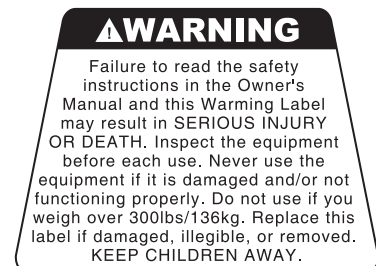 WARNING
Failure to read the safety
instructions in the Owner's
Manual and this Warming Label
may result in SERIOUS INJURY
OR DEATH. Inspect the equipment
before each use. Never use the
equipment if it is damaged and/or not
functioning properly. Do not use if you
weigh over 300lbs/136kg. Replace this
label if damaged, illegible, or removed.
KEEP CHILDREN AWAY.